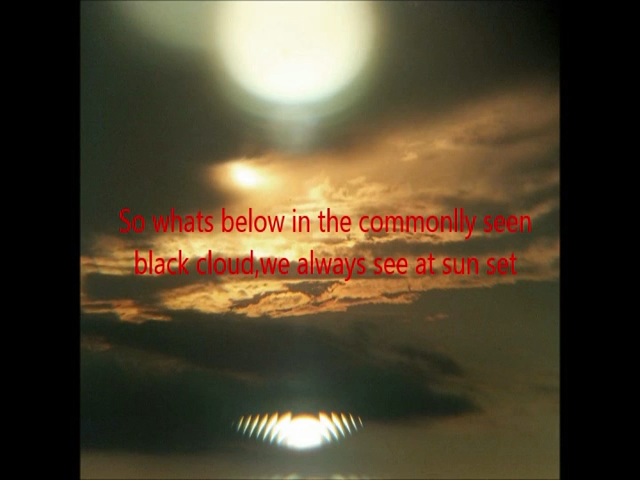 So whats below in the commonlly seen
black cloud,we always see at sun set